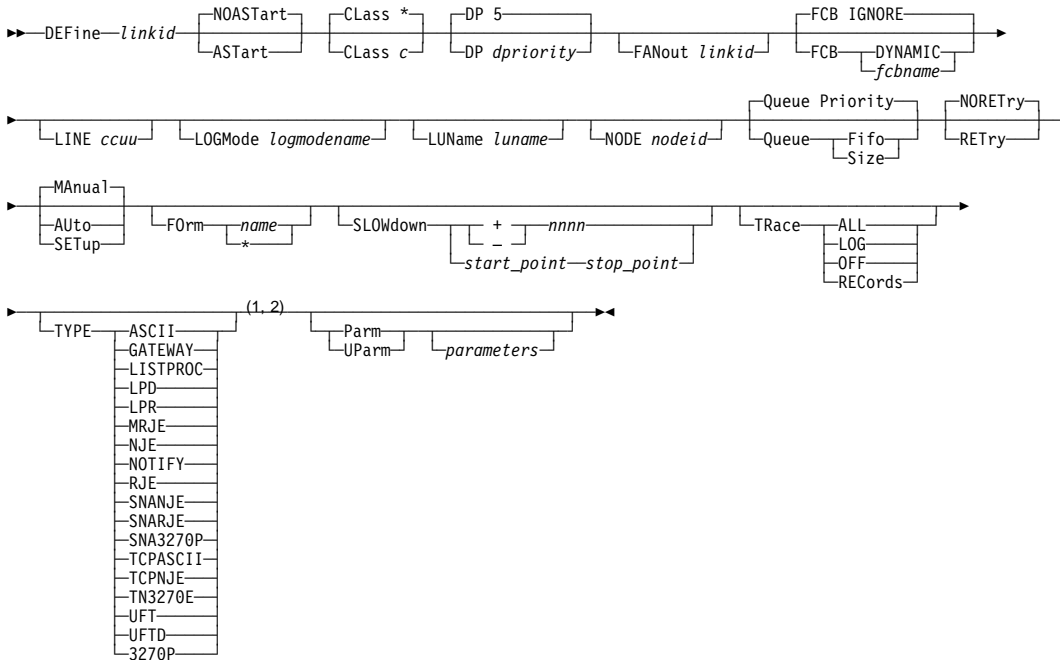 NOASTart CLass * DP 5 FCB IGNORE
DEFine linkid
ASTart CLass c DP dpriority FANout linkid FCB DYNAMIC
fcbname
Queue Priority NORETry
LINE ccuu LOGMode logmodename LUName luname NODE nodeid Queue Fifo RETry
Size
MAnual
AUto FOrm name SLOWdown + nnnn TRace ALL
SETup * – LOG
start_point stop_point OFF
RECords
(1, 2)
TYPE ASCII Parm
GATEWAY UParm parameters
LISTPROC
LPD
LPR
MRJE
NJE
NOTIFY
RJE
SNANJE
SNARJE
SNA3270P
TCPASCII
TCPNJE
TN3270E
UFT
UFTD
3270P